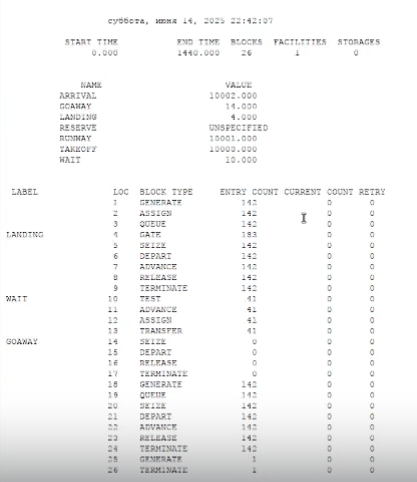 суббота, июня 14, 2025 22:42:07
START TIME END TIME BLOCKS FACILITIES STORAGES
0.000 1440.000 26 1 0
NAME VALUE
ARRIVAL 10002.000
GOAWAY 14.000
LANDING 4.000
RESERVE UNSPECIFIED
RUNWAY 10001.000
TAKEOFF 10000.000
WAIT 10.000
LABEL LOC BLOCK TYPE ENTRY COUNT CURRENT COUNT RETRY
1 GENERATE 142 0 0
2 ASSIGN 142 0 0
3 QUEUE 142 0 0
LANDING 4 GATE 183 0 0
5 SEIZE 142 0 0
6 DEPART 142 0 0
7 ADVANCE 142 0 0
8 RELEASE 142 0 0
9 TERMINATE 142 0 0
WAIT 10 TEST 41 0 0
11 ADVANCE 41 0 0
12 ASSIGN 41 0 0
13 TRANSFER 41 0 0
GOAWAY 14 SEIZE 0 0 0
15 DEPART 0 0 0
16 RELEASE 0 0 0
17 TERMINATE 0 0 0
18 GENERATE 142 0 0
19 QUEUE 142 0 0
20 SEIZE 142 0 0
21 DEPART 142 0 0
22 ADVANCE 142 0 0
23 RELEASE 142 0 0
24 TERMINATE 142 0 0
25 GENERATE 1 0 0
26 TERMINATE 1 0 0